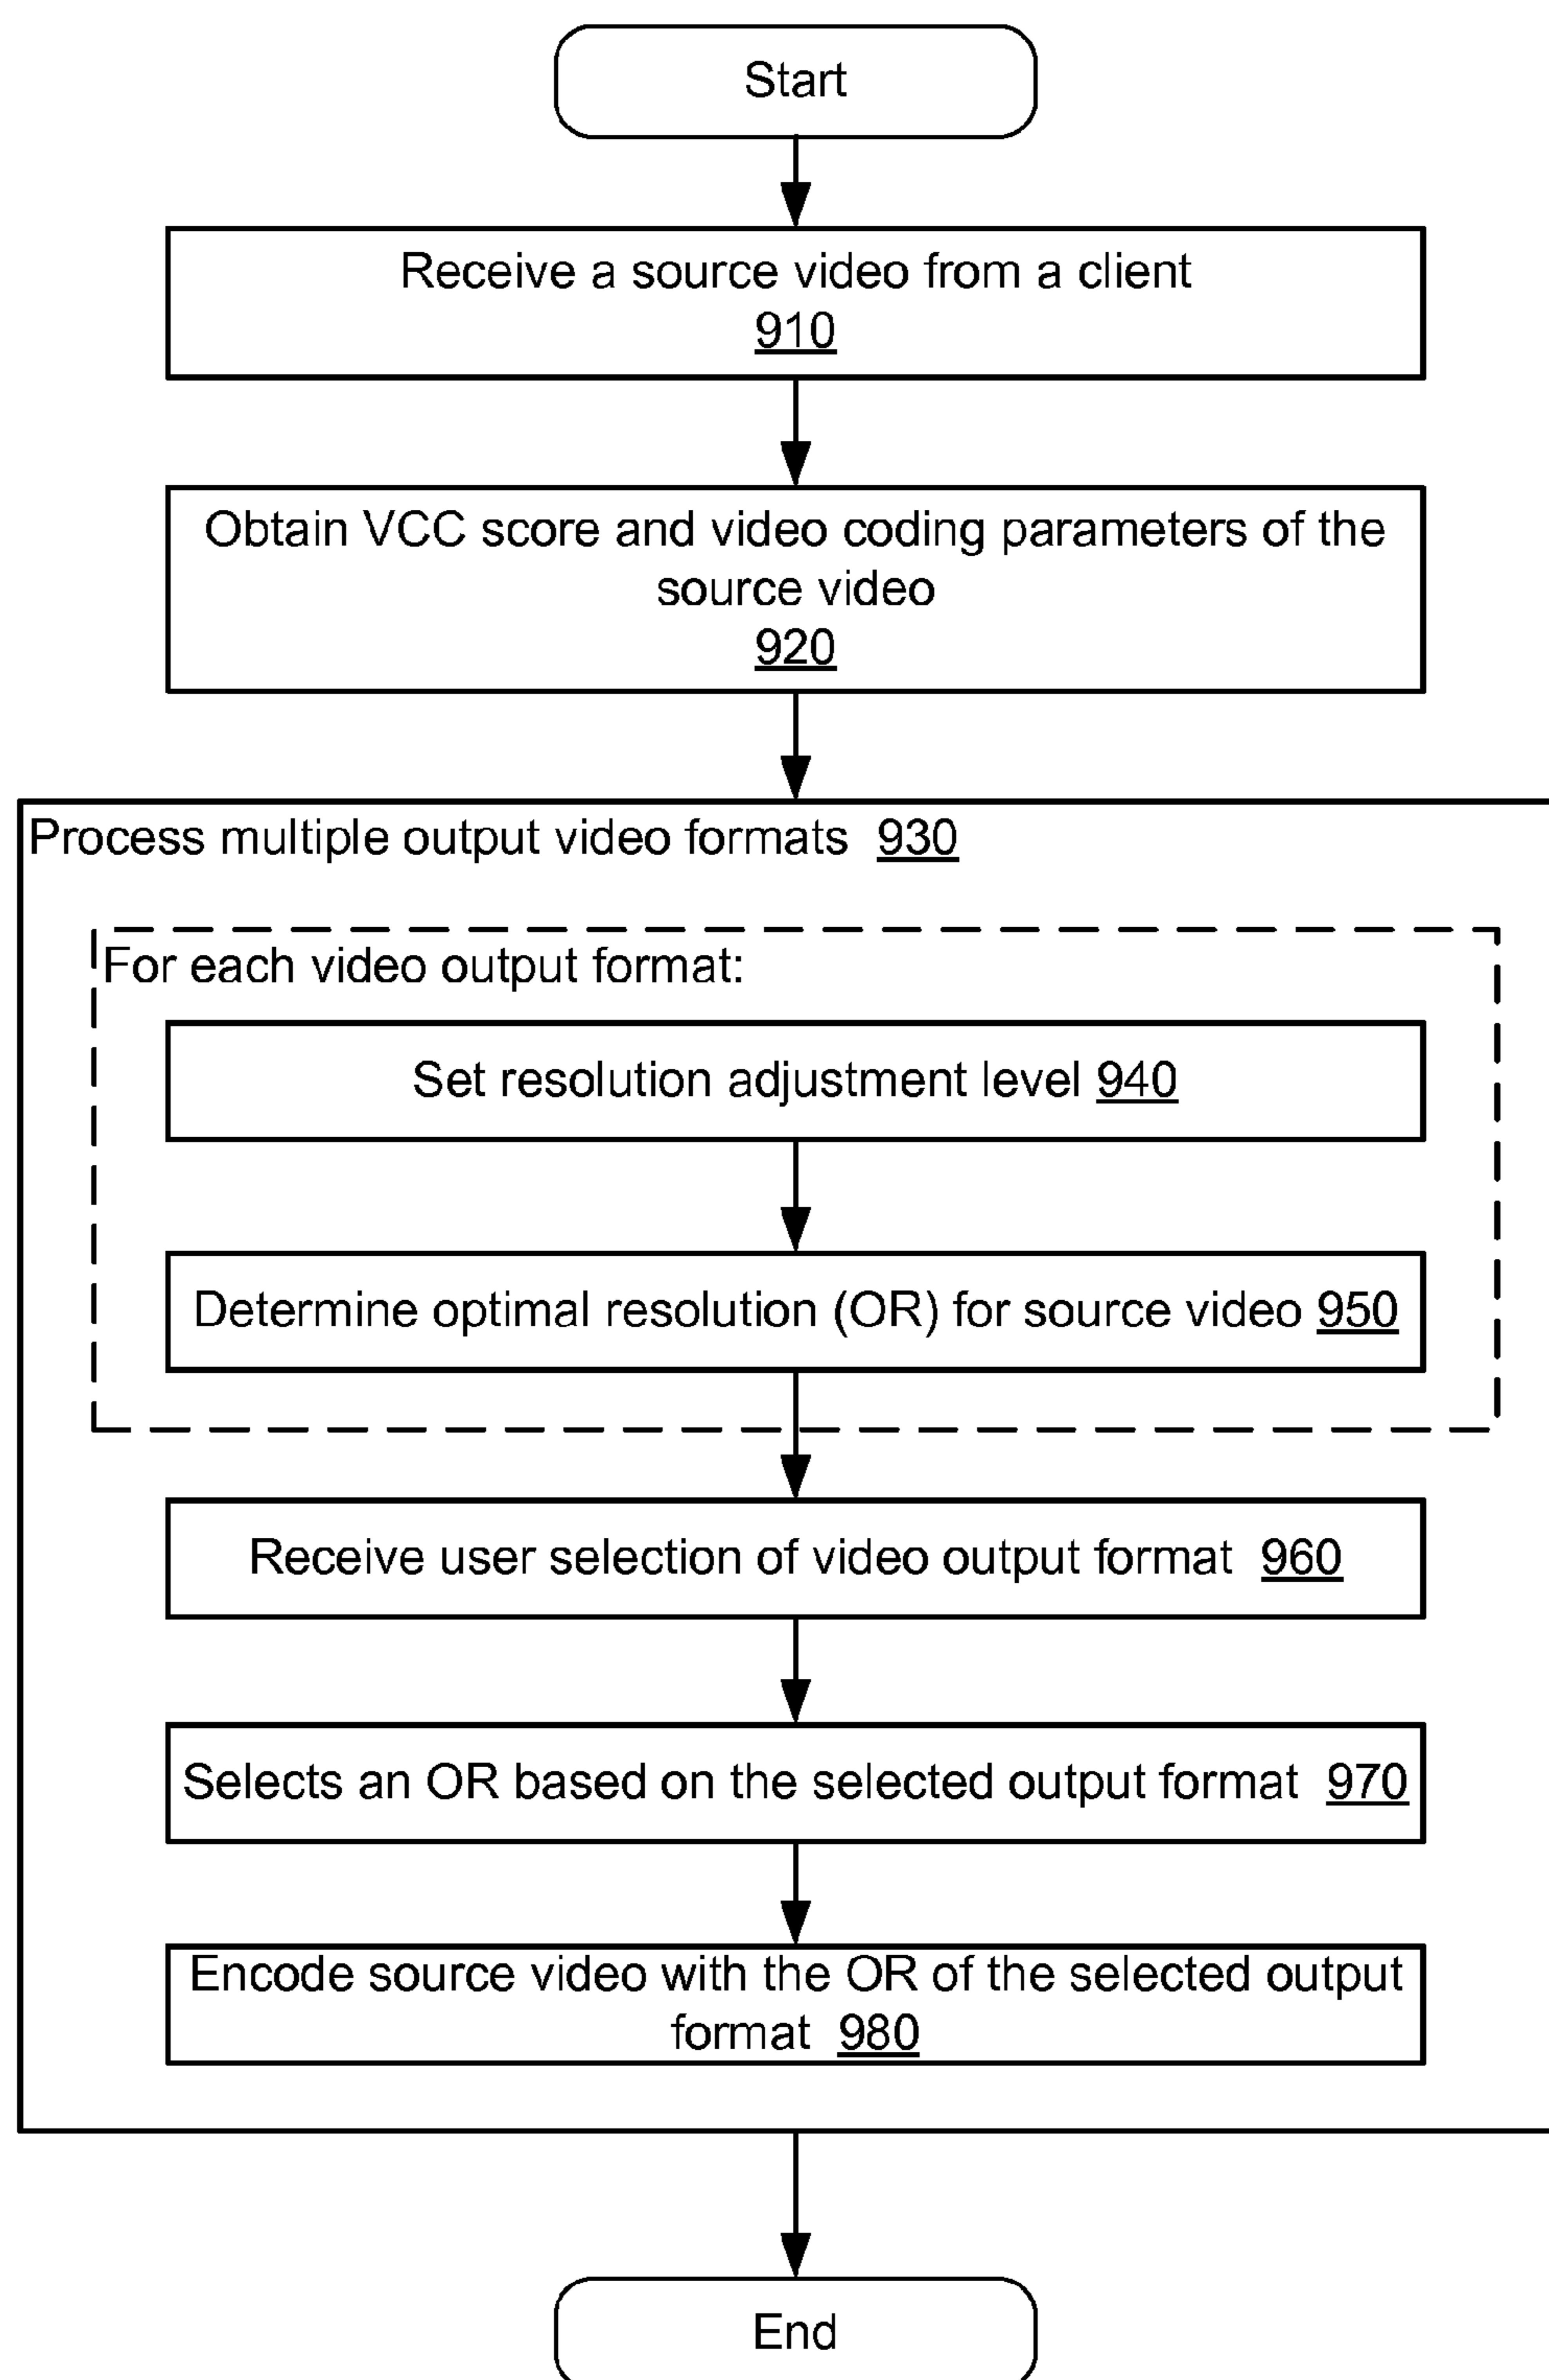 Start
Receive a source video from a client
910
Obtain VCC score and video coding parameters of the
source video
920
Process multiple output video formats 930
For each video output format:
Set resolution adjustment level 940
Determine optimal resolution (OR) for source video 950
Receive user selection of video output format 960
Selects an OR based on the selected output format 970
Encode source video with the OR of the selected output
format 980
End